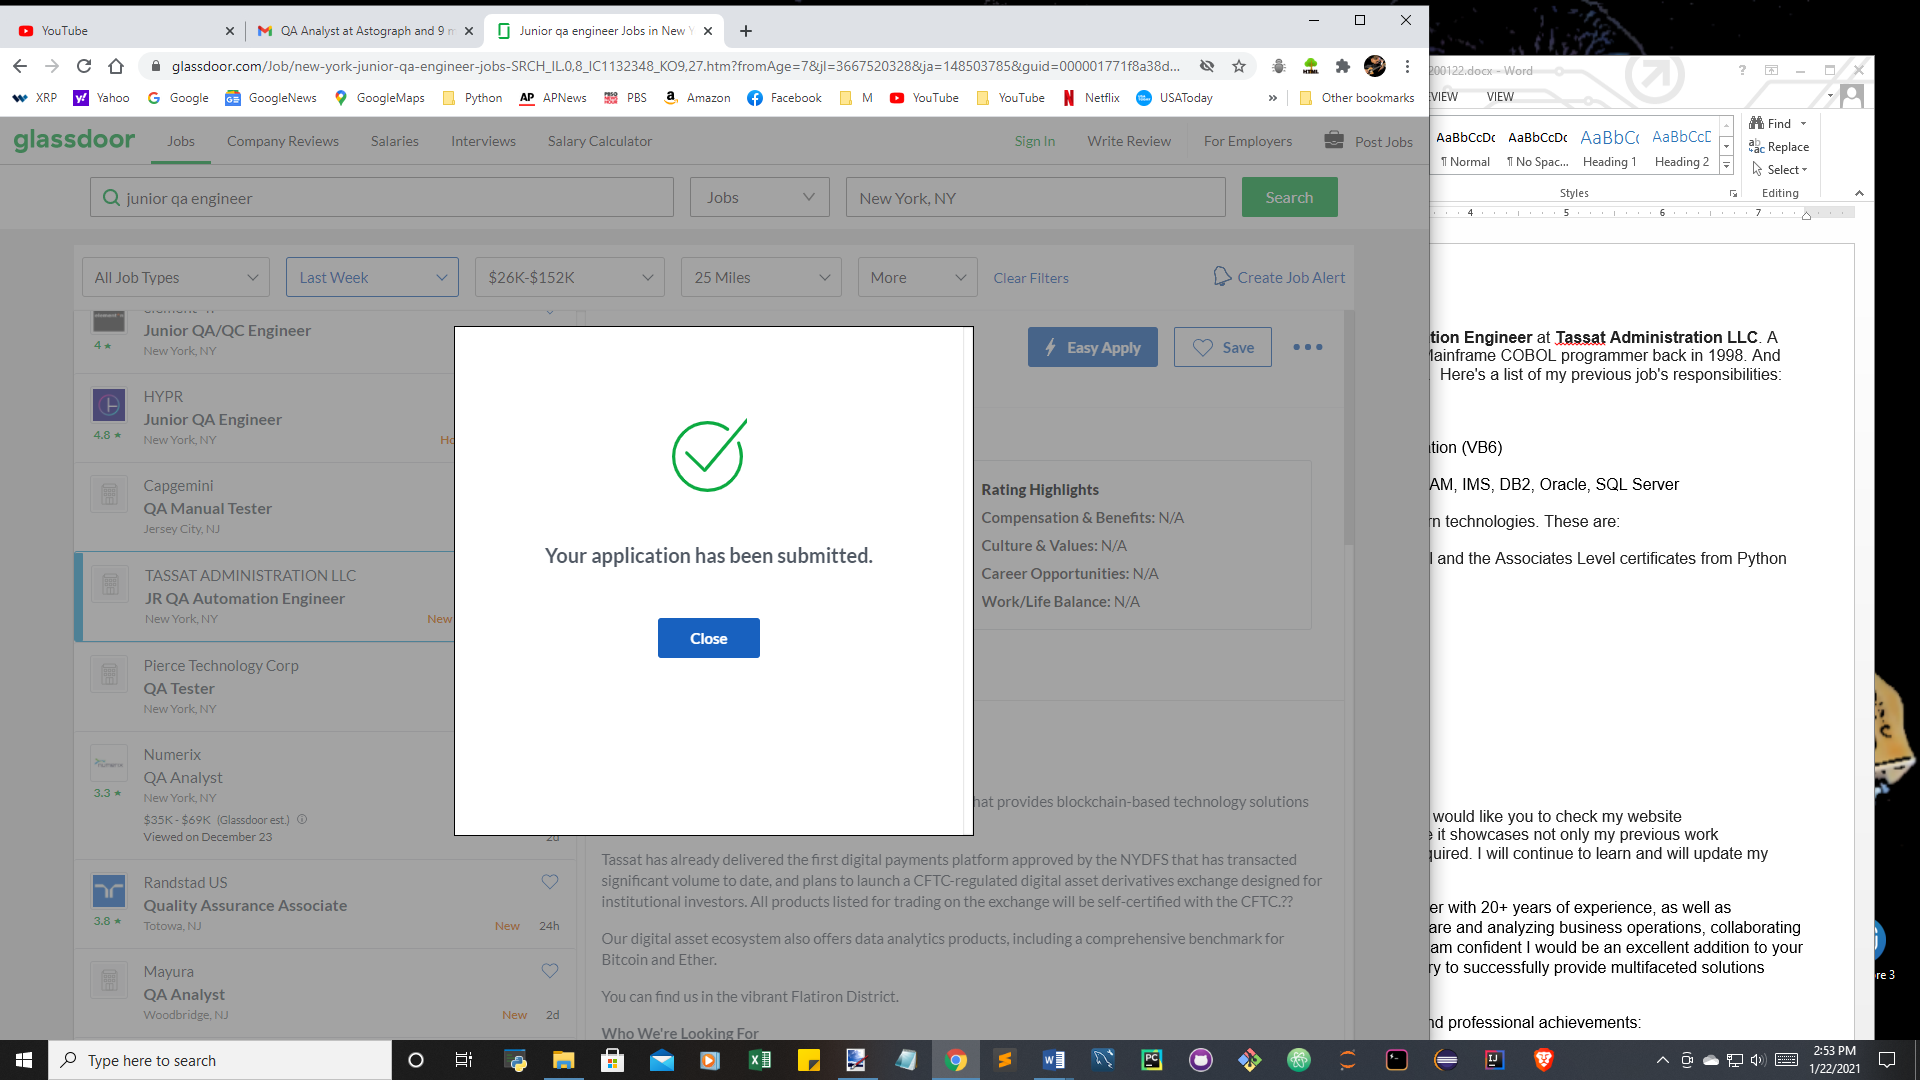 YouTube
QA Analyst at Astograph and 9 m
Junior qa engineer Jobs in New Y
glassdoor.com/Job/new-york-junior-qa-engineer-jobs-SRCH_IL.0,8_IC1132348_KO9,27.htm?fromAge=7&jl=3667520328&ja=148503785&guid=000001771f8a38d...
XRP Yahoo Google GoogleNews GoogleMaps Python APNews PBS Amazon Facebook M YouTube YouTube Netflix USAToday » Other bookmarks
glassdoor Jobs Company Reviews Salaries Interviews Salary Calculator Sign In Write Review For Employers Post Jobs
junior qa engineer Jobs New York, NY Search
All Job Types Last Week $26K-$152K 25 Miles More Clear Filters Create Job Alert
Junior QA/QC Engineer
4 ★ New York, NY
HYPR
Junior QA Engineer
4.8 ★ New York, NY Ho
Capgemini
QA Manual Tester
Jersey City, NJ
TASSAT ADMINISTRATION LLC
JR QA Automation Engineer
New York, NY New
Pierce Technology Corp
QA Tester
New York, NY
Numerix
QA Analyst
3.3 ★ New York, NY
$35K - $69K (Glassdoor est.)
Viewed on December 23 2d
Randstad US
Quality Assurance Associate
3.8 ★ Totowa, NJ New 24h
Mayura
QA Analyst
Woodbridge, NJ New 2d
Your application has been submitted.
Close
Easy Apply Save
Rating Highlights
Compensation & Benefits: N/A
Culture & Values: N/A
Career Opportunities: N/A
Work/Life Balance: N/A
hat provides blockchain-based technology solutions
Tassat has already delivered the first digital payments platform approved by the NYDFS that has transacted
significant volume to date, and plans to launch a CFTC-regulated digital asset derivatives exchange designed for
institutional investors. All products listed for trading on the exchange will be self-certified with the CFTC.??
Our digital asset ecosystem also offers data analytics products, including a comprehensive benchmark for
Bitcoin and Ether.
You can find us in the vibrant Flatiron District.
Who We're Looking For
200122.docx - Word
EVIEW VIEW
AaBbCcDc AaBbCcDc AaBbCc AaBbCcD
¶ Normal ¶ No Spac... Heading 1 Heading 2
Styles
Find
Replace
Select
Editing
4 5 6 7
tion Engineer at Tassat Administration LLC. A
Mainframe COBOL programmer back in 1998. And
Here's a list of my previous job's responsibilities:
ation (VB6)
AM, IMS, DB2, Oracle, SQL Server
rn technologies. These are:
l and the Associates Level certificates from Python
would like you to check my website
e it showcases not only my previous work
quired. I will continue to learn and will update my
er with 20+ years of experience, as well as
are and analyzing business operations, collaborating
am confident I would be an excellent addition to your
ry to successfully provide multifaceted solutions
nd professional achievements:
re 3
Type here to search
2:53 PM
1/22/2021